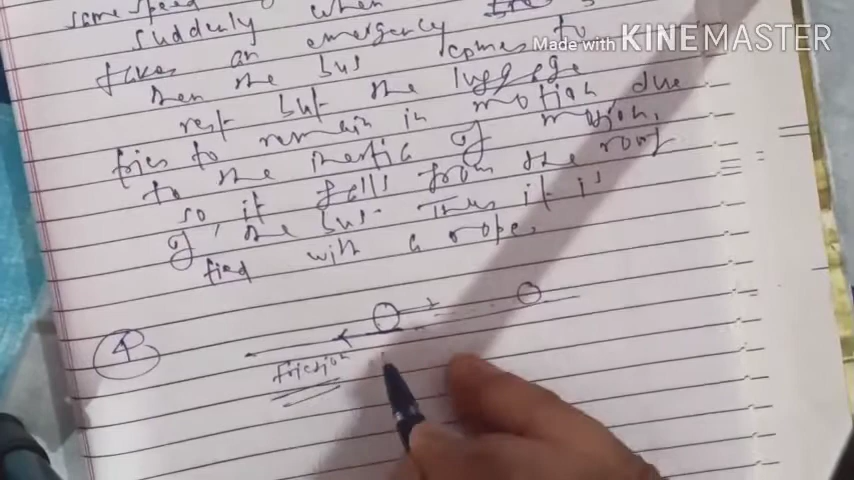 same speed
suddenly when
takes an emergency
Made with KINEMASTER
then the bus comes to
rest but the luggage
tries to remain in motion due
to the inertia of motion.
so it falls from the roof
of the bus. Thus it is
tied with a rope.
4
friction